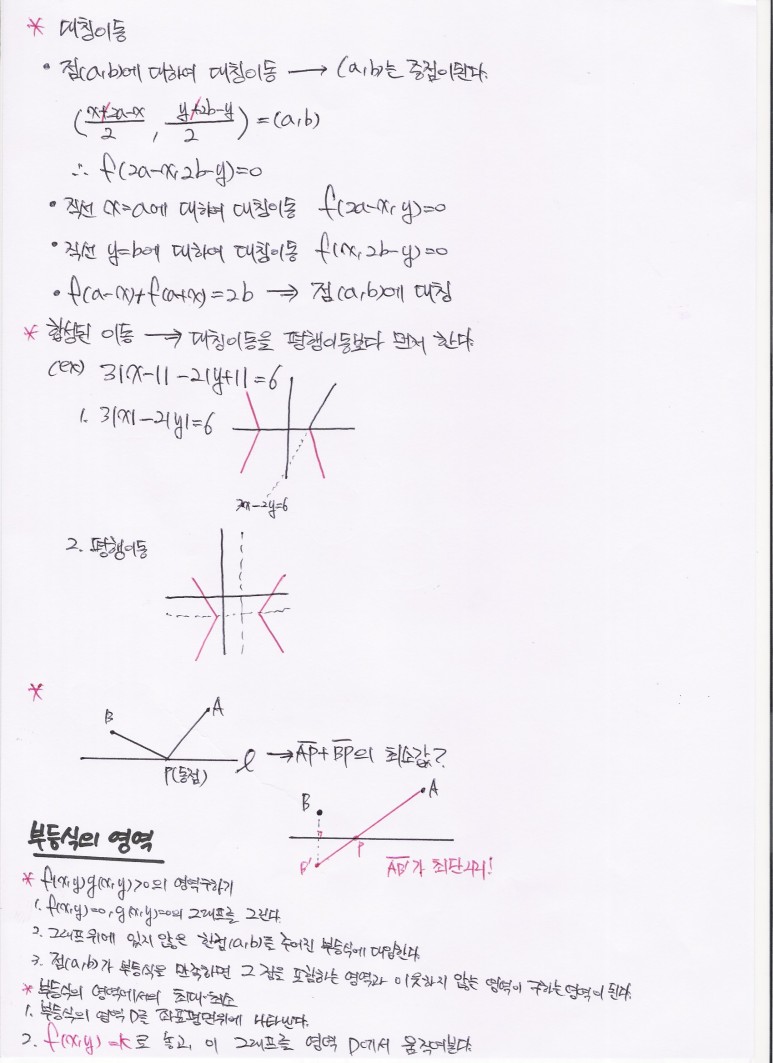 * 대칭이동
• 점(a,b)에 대하여 대칭이동 → (a,b)는 중점이된다.
(x+2a-x/2 , y+2b-y/2) = (a,b)
∴ f(2a-x, 2b-y)=0
• 직선 x=a에 대하여 대칭이동 f(2a-x, y)=0
• 직선 y=b에 대하여 대칭이동 f(x, 2b-y)=0
• f(a-x)+f(a+x)=2b ⇒ 점(a,b)에 대칭
* 합성된 이동 → 대칭이동을 평행이동보다 먼저 한다.
(ex) 3|x-1|-2|y+1|=6
1. 3|x|-2|y|=6
3x-2y=6
2. 평행이동
*
B A
P(동점) l → AP+BP의 최소값?
B A
B' P AB'가 최단거리!
부등식의 영역
* f(x,y)g(x,y)>0의 영역구하기
1. f(x,y)=0, g(x,y)=0의 그래프를 그린다.
2. 그래프위에 있지 않은 한점(a,b)를 주어진 부등식에 대입한다.
3. 점(a,b)가 부등식을 만족하면 그 점을 포함하는 영역과 이웃하지 않는 영역이 구하는영역이 된다.
* 부등식의 영역에서의 최대·최소
1. 부등식의 영역 D를 좌표평면위에 나타낸다.
2. f(x,y)=k로 놓고, 이 그래프를 영역 D에서 움직여본다.